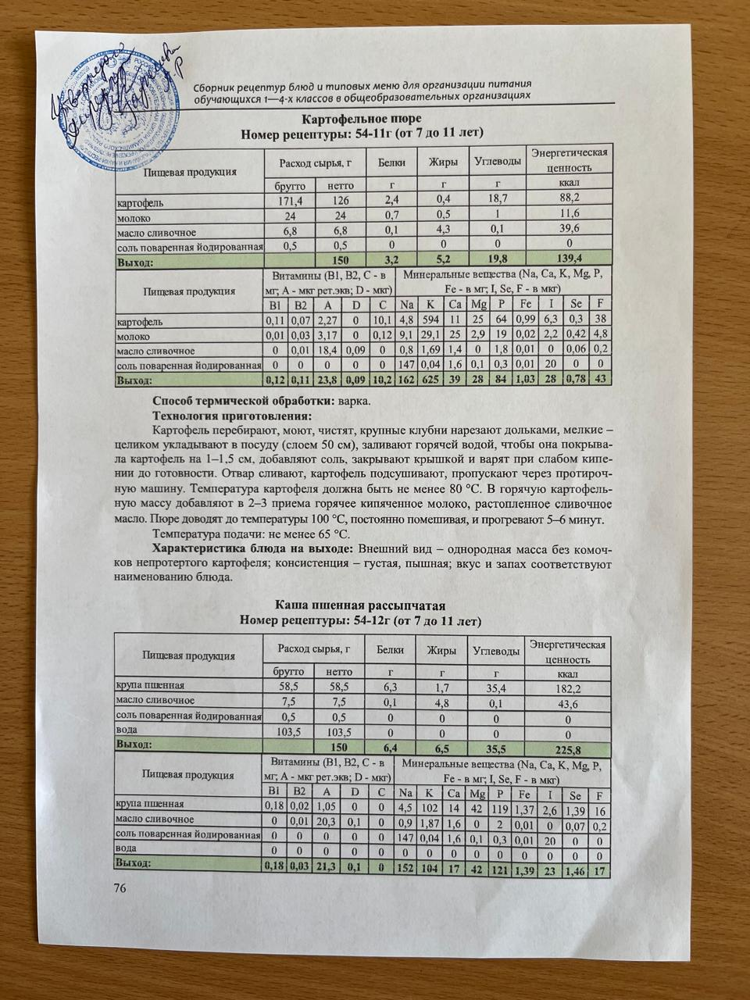 Утверждаю
Сборник рецептур блюд и типовых меню для организации питания
обучающихся 1—4-х классов в общеобразовательных организациях
Картофельное пюре
Номер рецептуры: 54-11г (от 7 до 11 лет)
Пищевая продукция Расход сырья, г Белки Жиры Углеводы Энергетическая ценность
брутто нетто г г г ккал
картофель 171,4 126 2,4 0,4 18,7 88,2
молоко 24 24 0,7 0,5 1 11,6
масло сливочное 6,8 6,8 0,1 4,3 0,1 39,6
соль поваренная йодированная 0,5 0,5 0 0 0 0
Выход: 150 3,2 5,2 19,8 139,4
Пищевая продукция Витамины (B1, B2, C - в мг; A - мкг рет.экв; D - мкг) Минеральные вещества (Na, Ca, K, Mg, P, Fe - в мг; I, Se, F - в мкг)
B1 B2 A D C Na K Ca Mg P Fe I Se F
картофель 0,11 0,07 2,27 0 10,1 4,8 594 11 25 64 0,99 6,3 0,3 38
молоко 0,01 0,03 3,17 0 0,12 9,1 29,1 25 2,9 19 0,02 2,2 0,42 4,8
масло сливочное 0 0,01 18,4 0,09 0 0,8 1,69 1,4 0 1,8 0,01 0 0,06 0,2
соль поваренная йодированная 0 0 0 0 0 147 0,04 1,6 0,1 0,3 0,01 20 0 0
Выход: 0,12 0,11 23,8 0,09 10,2 162 625 39 28 84 1,03 28 0,78 43
Способ термической обработки: варка.
Технология приготовления:
Картофель перебирают, моют, чистят, крупные клубни нарезают дольками, мелкие –
целиком укладывают в посуду (слоем 50 см), заливают горячей водой, чтобы она покрыва-
ла картофель на 1–1,5 см, добавляют соль, закрывают крышкой и варят при слабом кипе-
нии до готовности. Отвар сливают, картофель подсушивают, пропускают через протироч-
ную машину. Температура картофеля должна быть не менее 80 °С. В горячую картофель-
ную массу добавляют в 2–3 приема горячее кипяченое молоко, растопленное сливочное
масло. Пюре доводят до температуры 100 °С, постоянно помешивая, и прогревают 5–6 минут.
Температура подачи: не менее 65 °С.
Характеристика блюда на выходе: Внешний вид – однородная масса без комоч-
ков непротертого картофеля; консистенция – густая, пышная; вкус и запах соответствуют
наименованию блюда.
Каша пшенная рассыпчатая
Номер рецептуры: 54-12г (от 7 до 11 лет)
Пищевая продукция Расход сырья, г Белки Жиры Углеводы Энергетическая ценность
брутто нетто г г г ккал
крупа пшенная 58,5 58,5 6,3 1,7 35,4 182,2
масло сливочное 7,5 7,5 0,1 4,8 0,1 43,6
соль поваренная йодированная 0,5 0,5 0 0 0 0
вода 103,5 103,5 0 0 0 0
Выход: 150 6,4 6,5 35,5 225,8
Пищевая продукция Витамины (B1, B2, C - в мг; A - мкг рет.экв; D - мкг) Минеральные вещества (Na, Ca, K, Mg, P, Fe - в мг; I, Se, F - в мкг)
B1 B2 A D C Na K Ca Mg P Fe I Se F
крупа пшенная 0,18 0,02 1,05 0 0 4,5 102 14 42 119 1,37 2,6 1,39 16
масло сливочное 0 0,01 20,3 0,1 0 0,9 1,87 1,6 0 2 0,01 0 0,07 0,2
соль поваренная йодированная 0 0 0 0 0 147 0,04 1,6 0,1 0,3 0,01 20 0 0
вода 0 0 0 0 0 0 0 0 0 0 0 0 0 0
Выход: 0,18 0,03 21,3 0,1 0 152 104 17 42 121 1,39 23 1,46 17
76